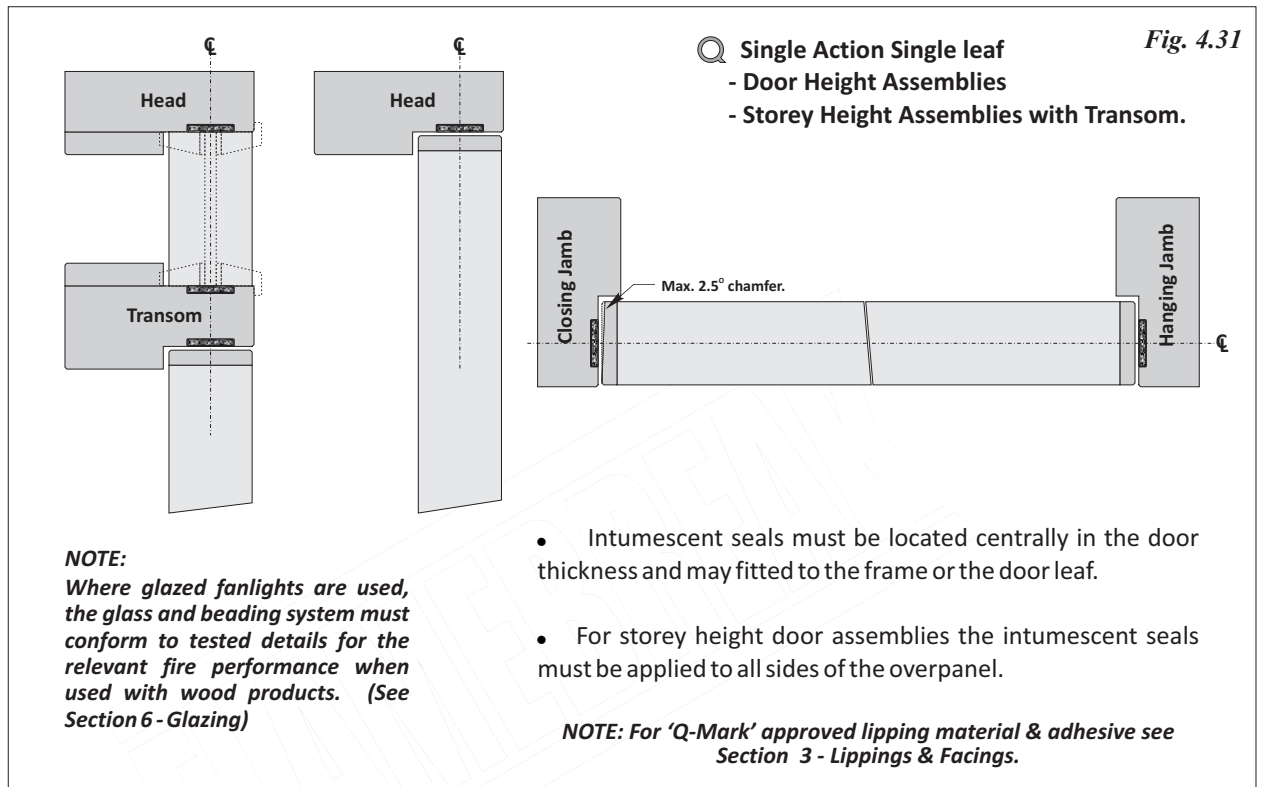 Fig. 4.31
Single Action Single leaf
- Door Height Assemblies
- Storey Height Assemblies with Transom.
℄
℄
Head
Head
Transom
Closing Jamb
Max. 2.5° chamfer.
Hanging Jamb
℄
NOTE:
Where glazed fanlights are used,
the glass and beading system must
conform to tested details for the
relevant fire performance when
used with wood products. (See
Section 6 - Glazing)
• Intumescent seals must be located centrally in the door
thickness and may fitted to the frame or the door leaf.
• For storey height door assemblies the intumescent seals
must be applied to all sides of the overpanel.
NOTE: For ‘Q-Mark’ approved lipping material & adhesive see
Section 3 - Lippings & Facings.